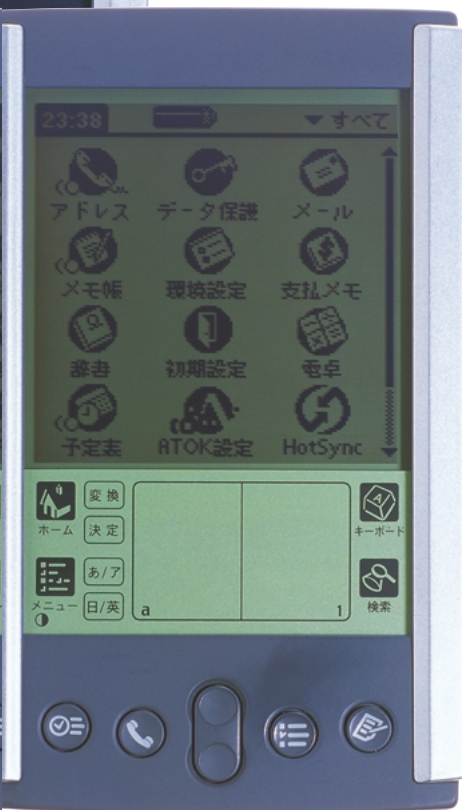 23:38 すべて
アドレス データ保護 メール
メモ帳 環境設定 支払メモ
辞書 初期設定 電卓
予定表 ATOK設定 HotSync
変換
ホーム 決定 キーボード
あ/ア
メニュー 日/英 a 1 検索